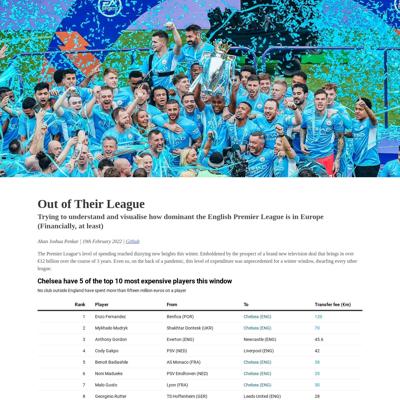 Out of Their League
Trying to understand and visualise how dominant the English Premier League is in Europe
(Financially, at least)
Altan Joshua Penkar | 19th February 2022 | Github
The Premier League's level of spending reached dizzying new heights this winter. Emboldened by the prospect of a brand new television deal that brings in over
€12 billion over the course of 3 years. Even so, on the back of a pandemic, this level of expenditure was unprecedented for a winter window, dwarfing every other
league.
Chelsea have 5 of the top 10 most expensive players this window
No club outside England have spent more than fifteen million euros on a player
Rank Player From To Transfer fee (€m)
1 Enzo Fernandez Benfica (POR) Chelsea (ENG) 120
2 Mykhailo Mudryk Shakhtar Donetsk (UKR) Chelsea (ENG) 70
3 Anthony Gordon Everton (ENG) Newcastle (ENG) 45.6
4 Cody Gakpo PSV (NED) Liverpool (ENG) 42
5 Benoit Badiashile AS Monaco (FRA) Chelsea (ENG) 38
6 Noni Madueke PSV Eindhoven (NED) Chelsea (ENG) 35
7 Malo Gusto Lyon (FRA) Chelsea (ENG) 30
8 Georginio Rutter TS Hoffenheim (GER) Leeds United (ENG) 28